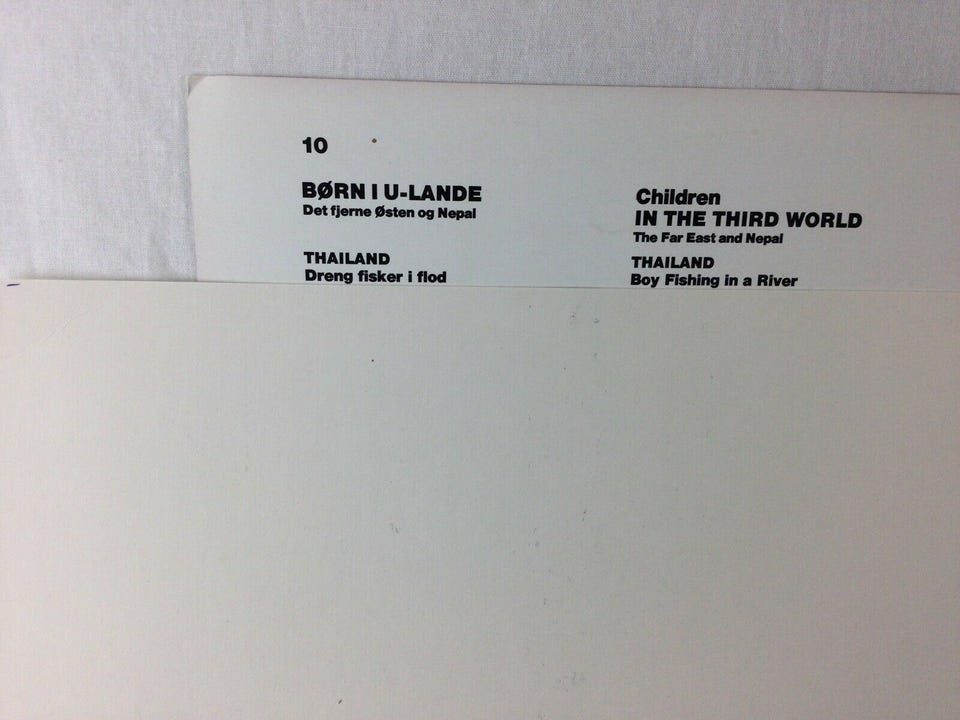 10
BØRN I U-LANDE
Det fjerne Østen og Nepal
THAILAND
Dreng fisker i flod
Children
IN THE THIRD WORLD
The Far East and Nepal
THAILAND
Boy Fishing in a River